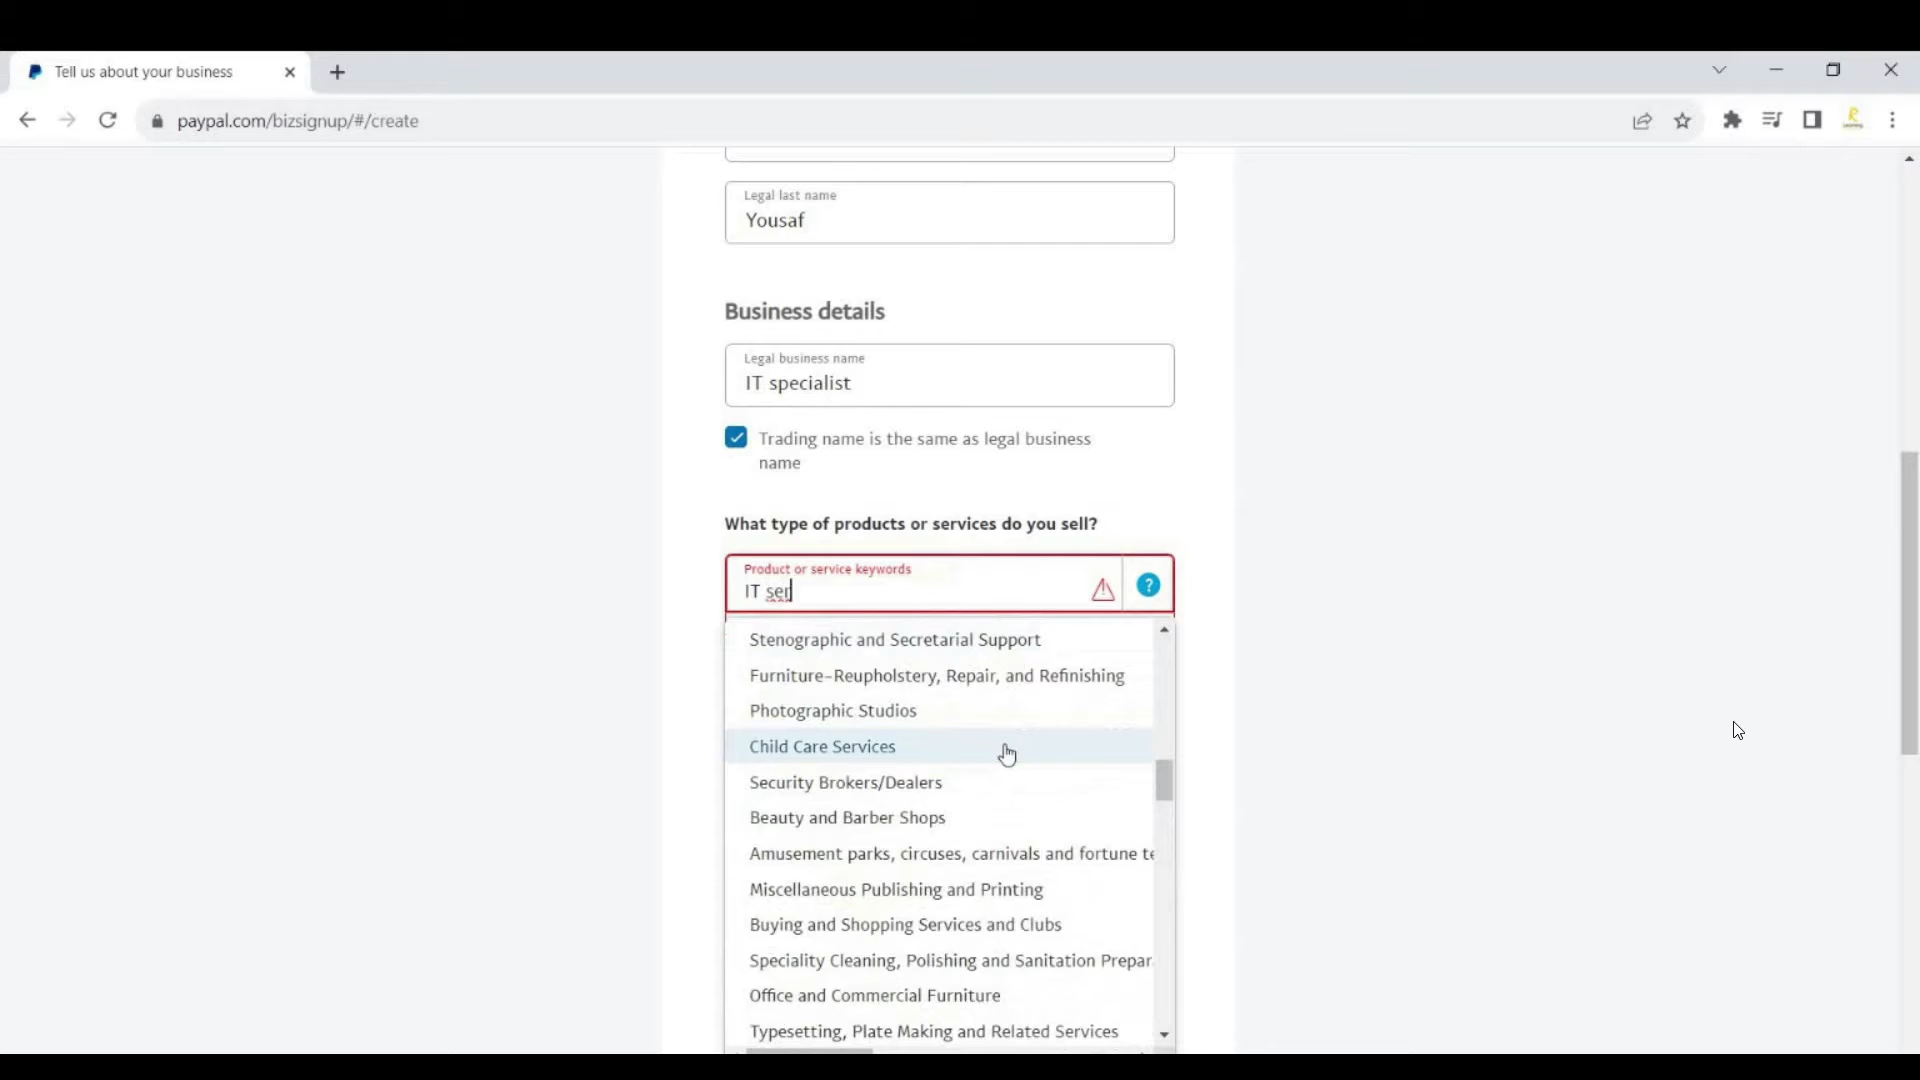 Tell us about your business
paypal.com/bizsignup/#/create
Legal last name
Yousaf
Business details
Legal business name
IT specialist
Trading name is the same as legal business
name
What type of products or services do you sell?
Product or service keywords
IT ser
?
Stenographic and Secretarial Support
Furniture-Reupholstery, Repair, and Refinishing
Photographic Studios
Child Care Services
Security Brokers/Dealers
Beauty and Barber Shops
Amusement parks, circuses, carnivals and fortune te
Miscellaneous Publishing and Printing
Buying and Shopping Services and Clubs
Speciality Cleaning, Polishing and Sanitation Prepar
Office and Commercial Furniture
Typesetting, Plate Making and Related Services